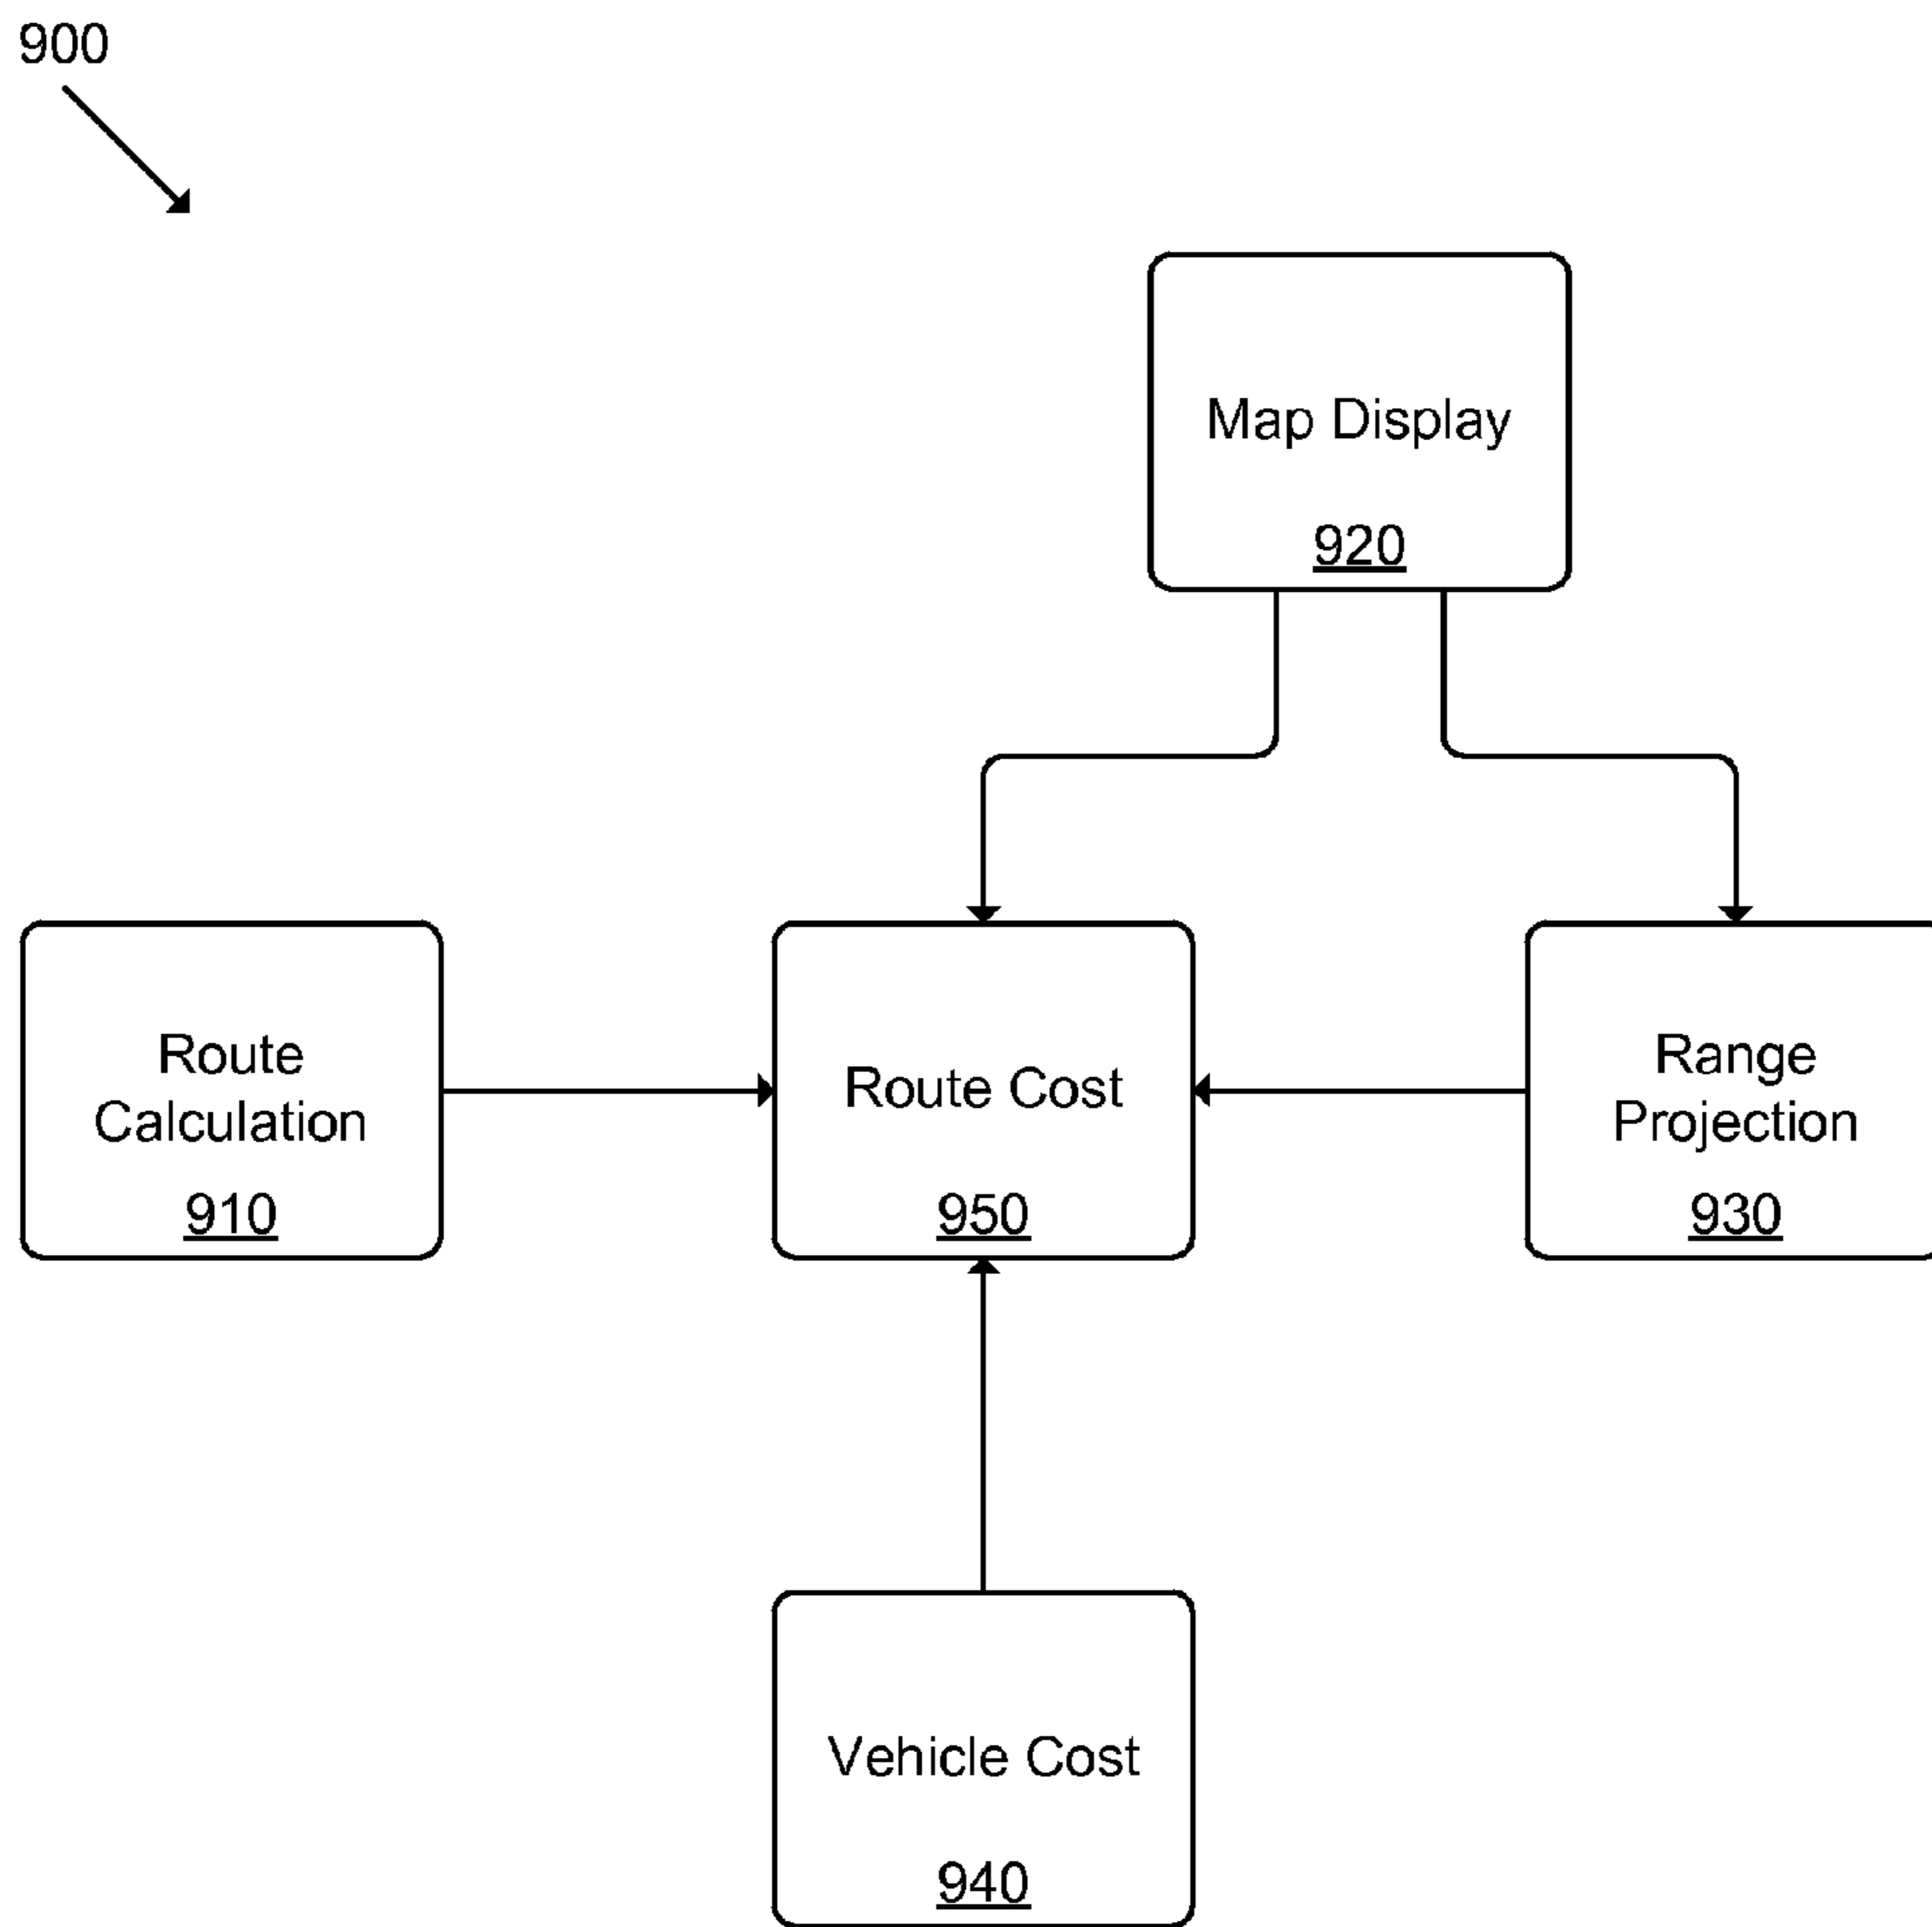 900
Map Display
920
Route
Calculation
910
Route Cost
950
Range
Projection
930
Vehicle Cost
940